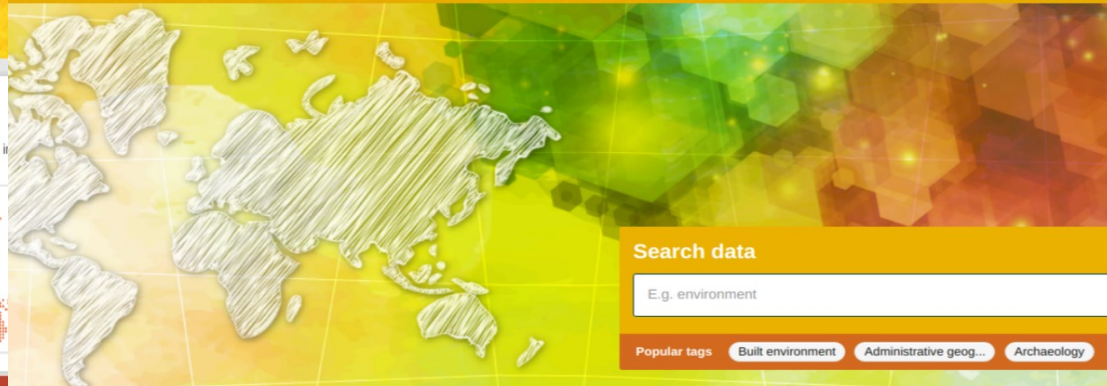 Search data
E.g. environment
Popular tags Built environment Administrative geog... Archaeology